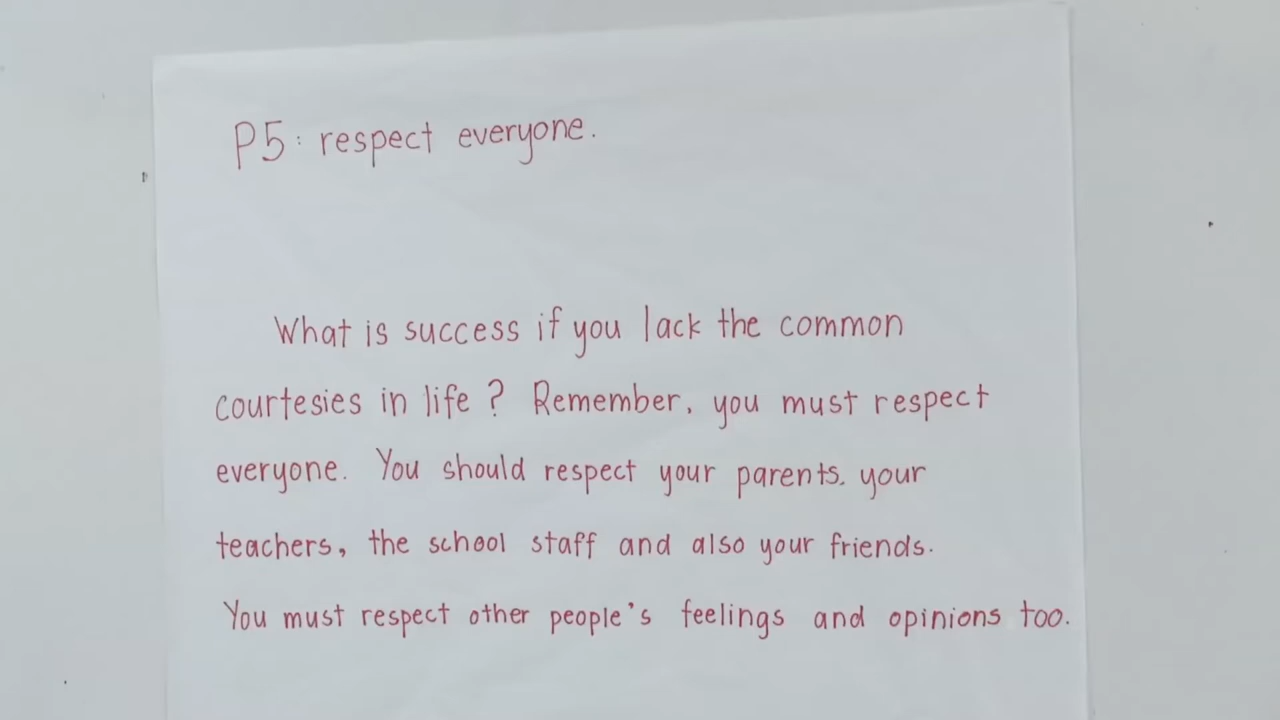 P5: respect everyone.
What is success if you lack the common
courtesies in life? Remember, you must respect
everyone. You should respect your parents. your
teachers, the school staff and also your friends.
You must respect other people's feelings and opinions too.